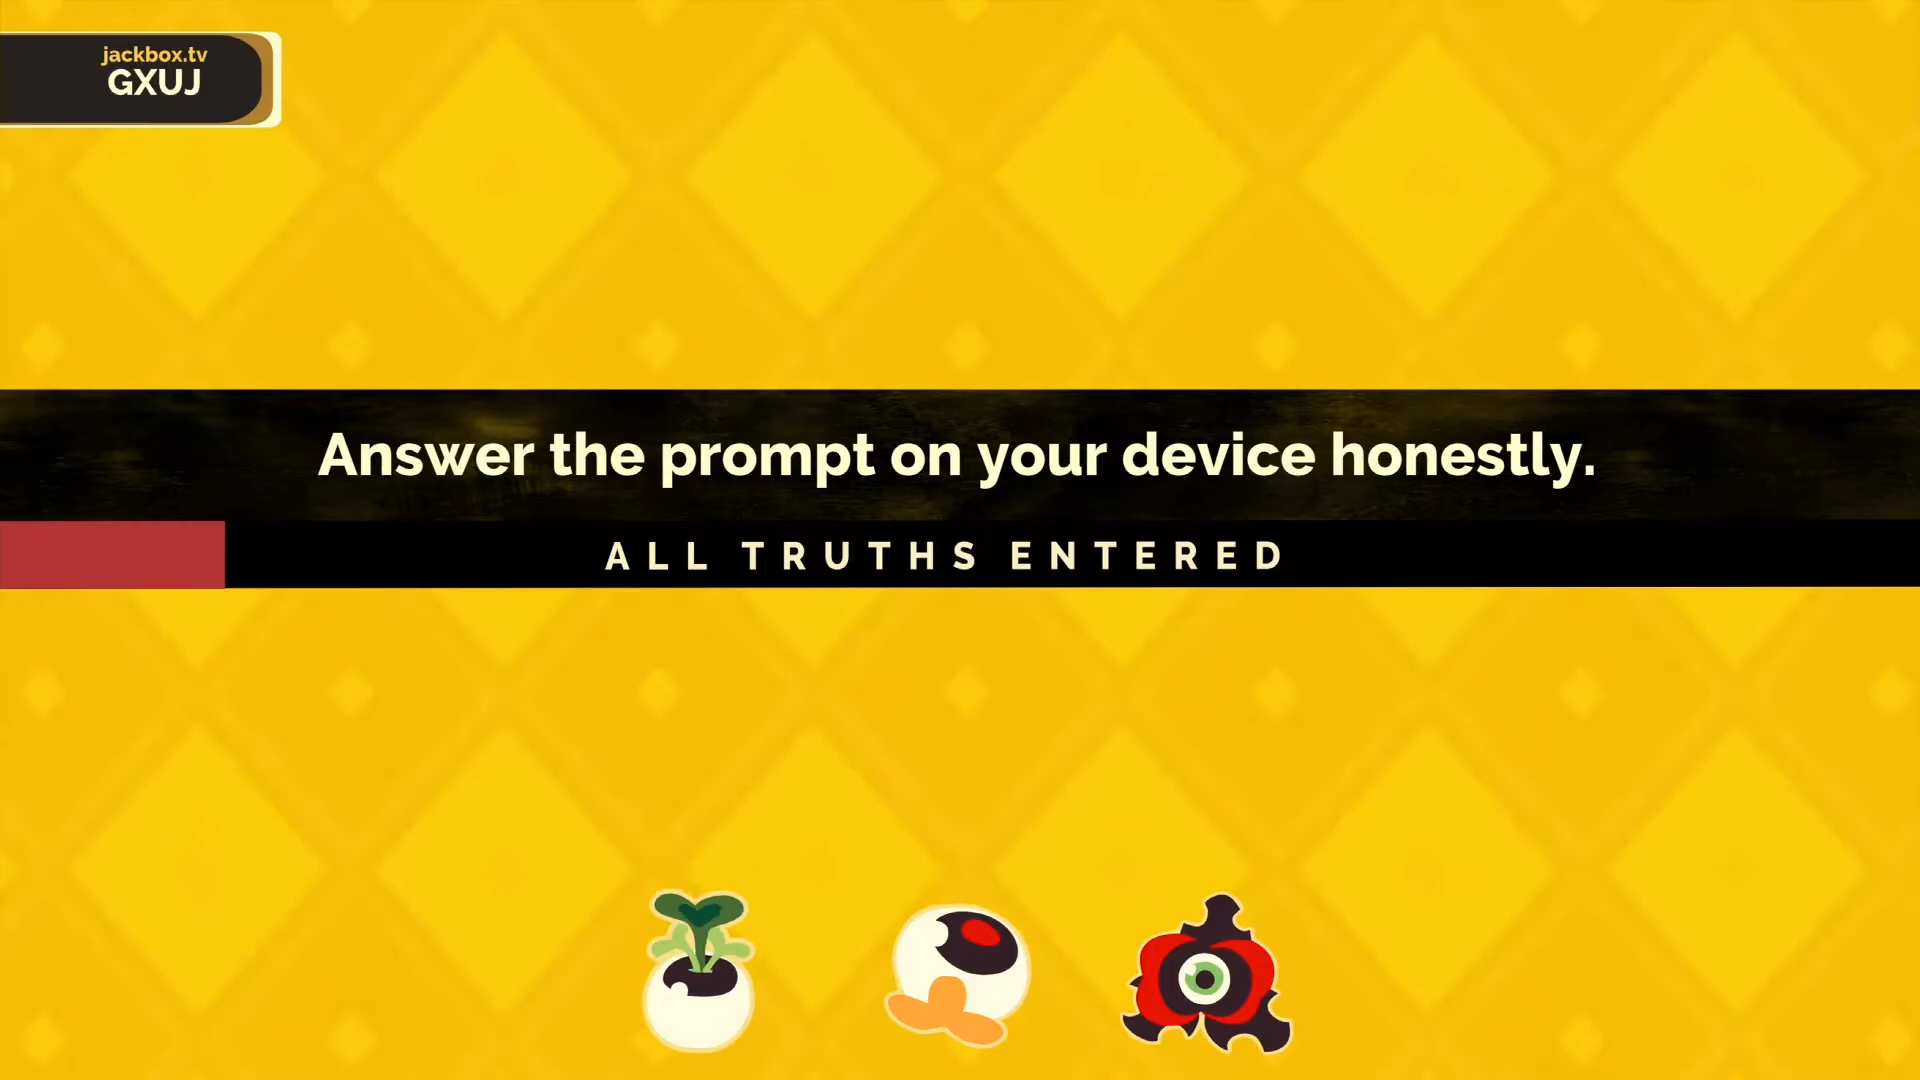 jackbox.tv
GXUJ
Answer the prompt on your device honestly.
ALL TRUTHS ENTERED